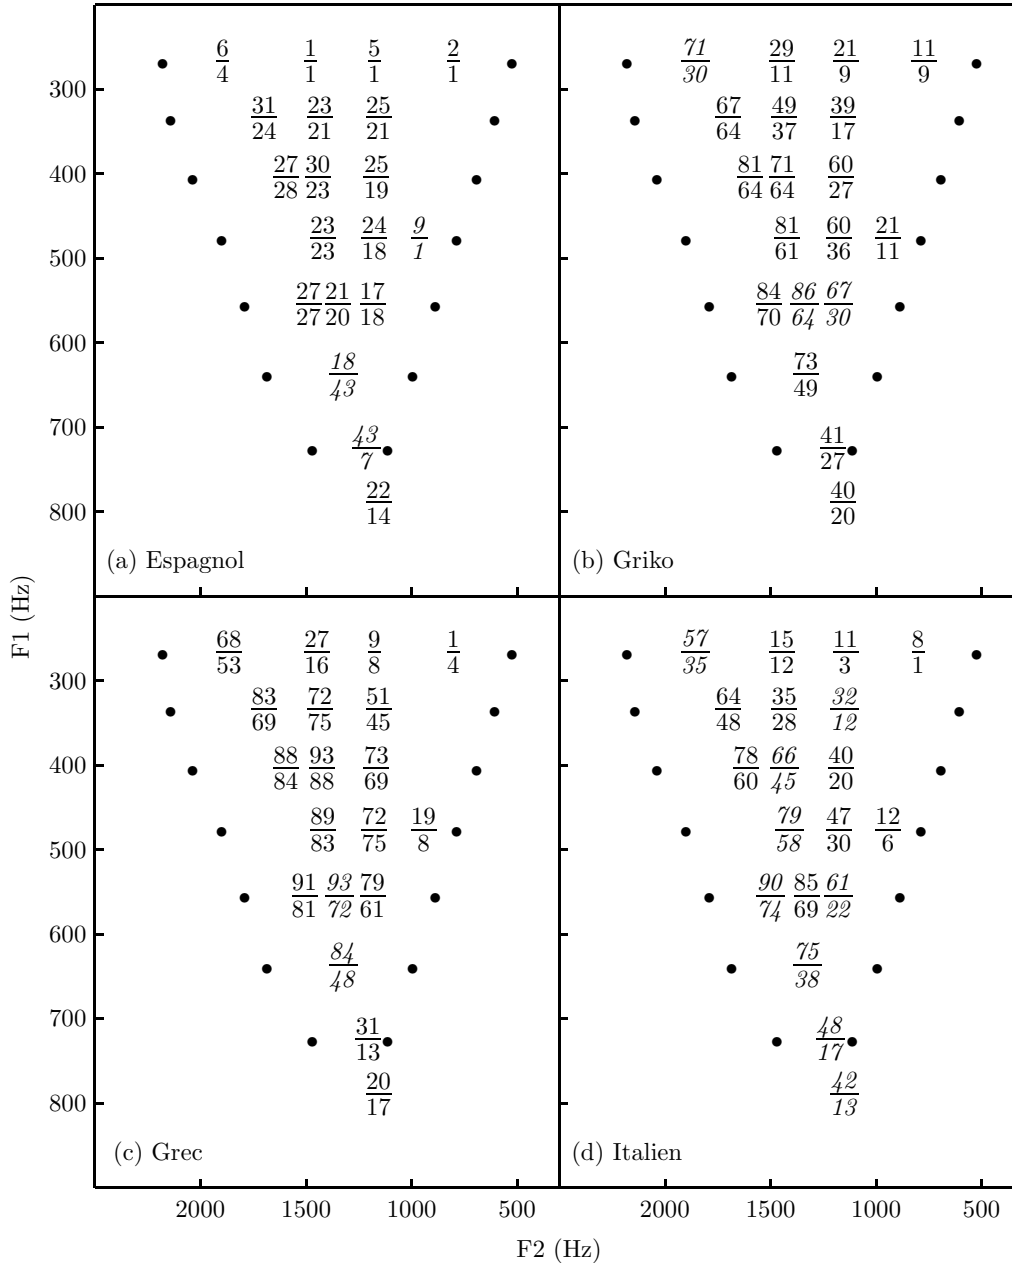 6 1 5 2
4 1 1 1
300
31 23 25
24 21 21
400
27 30 25
28 23 19
23 24 9
23 18 1
500
27 21 17
27 20 18
600
18
43
700
43
7
22
14
800
(a) Espagnol
71 29 21 11
30 11 9 9
67 49 39
64 37 17
81 71 60
64 64 27
81 60 21
61 36 11
84 86 67
70 64 30
73
49
41
27
40
20
(b) Griko
F1 (Hz)
68 27 9 1
53 16 8 4
300
83 72 51
69 75 45
400
88 93 73
84 88 69
89 72 19
83 75 8
500
91 93 79
81 72 61
600
84
48
700
31
13
20
17
800
(c) Grec
57 15 11 8
35 12 3 1
64 35 32
48 28 12
78 66 40
60 45 20
79 47 12
58 30 6
90 85 61
74 69 22
75
38
48
17
42
13
(d) Italien
2000 1500 1000 500 2000 1500 1000 500
F2 (Hz)